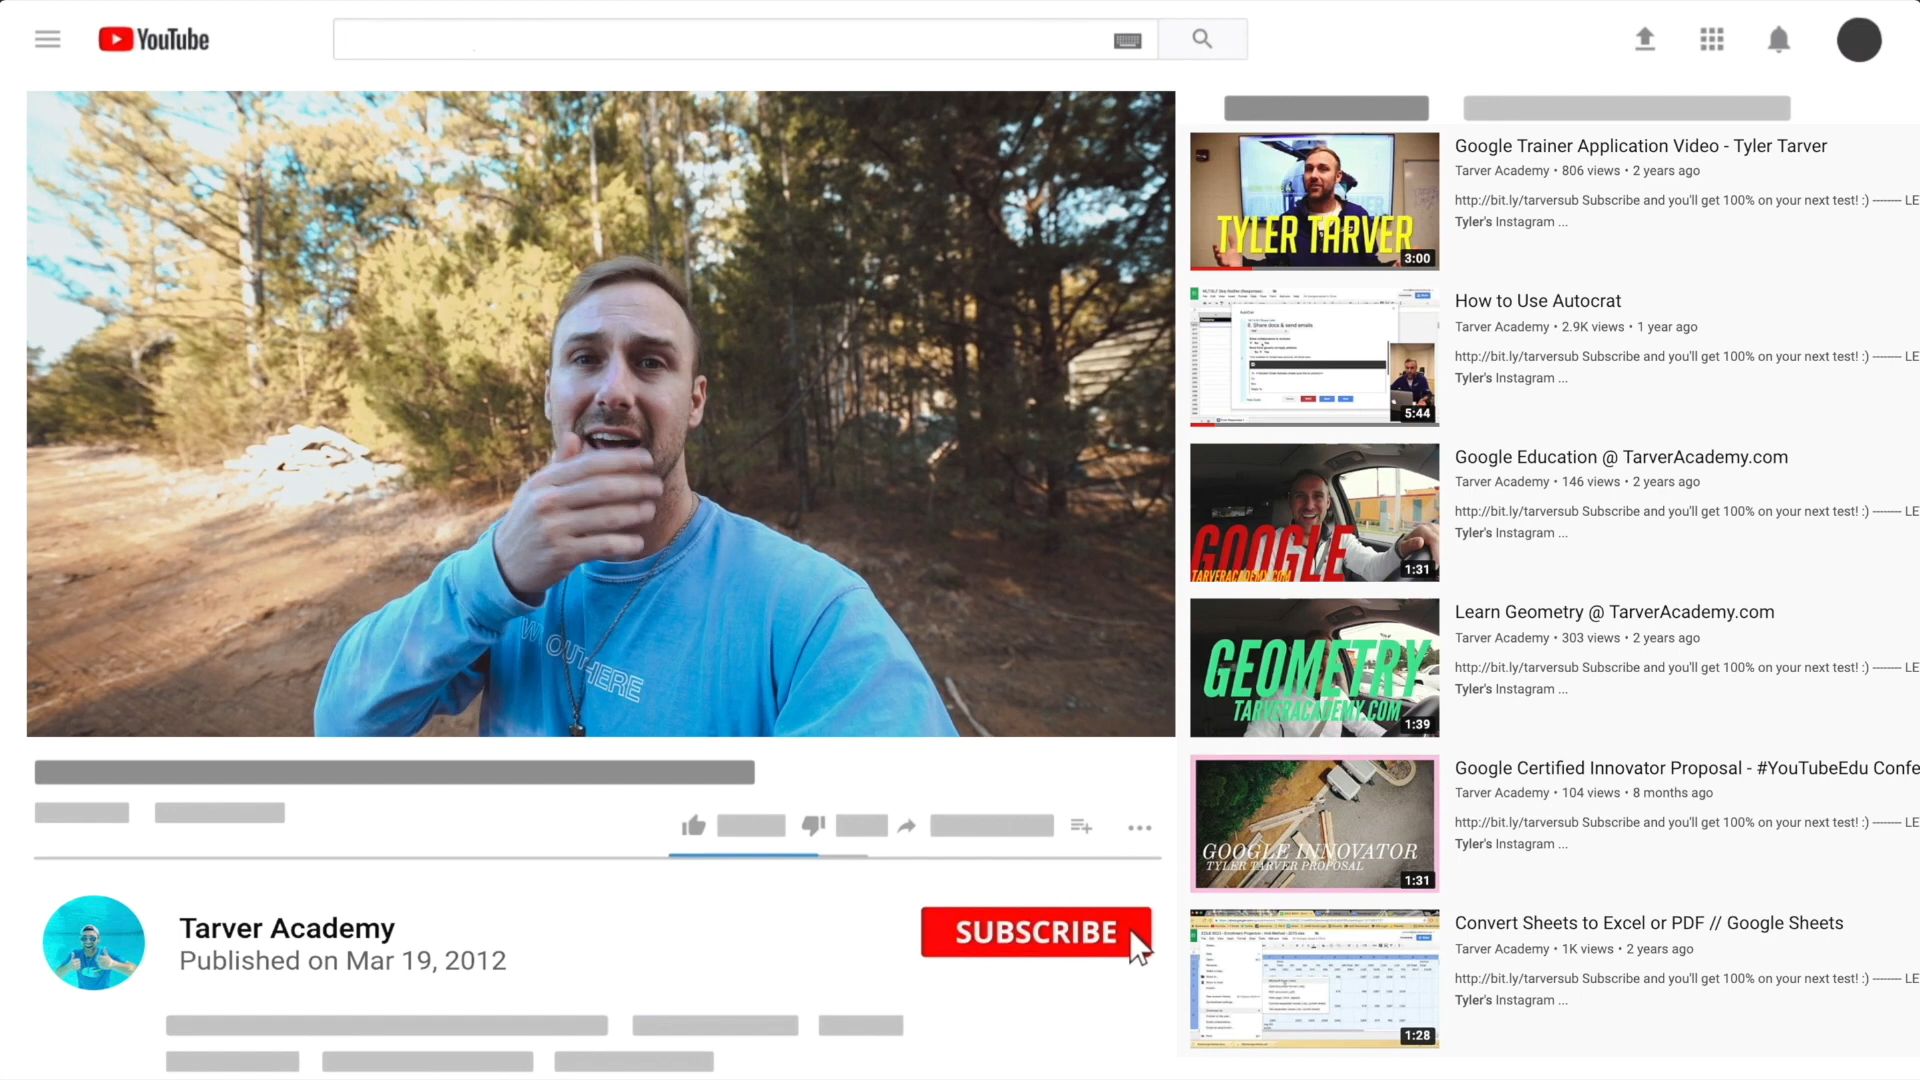 YouTube
W OUTHERE
Tarver Academy
Published on Mar 19, 2012
SUBSCRIBE
TYLER TARVER
3:00
Google Trainer Application Video - Tyler Tarver
Tarver Academy • 806 views • 2 years ago
http://bit.ly/tarversub Subscribe and you'll get 100% on your next test! :) -------- LE
Tyler's Instagram ...
8. Share docs & send emails
5:44
How to Use Autocrat
Tarver Academy • 2.9K views • 1 year ago
http://bit.ly/tarversub Subscribe and you'll get 100% on your next test! :) -------- LE
Tyler's Instagram ...
GOOGLE
TARVERACADEMY.COM
1:31
Google Education @ TarverAcademy.com
Tarver Academy • 146 views • 2 years ago
http://bit.ly/tarversub Subscribe and you'll get 100% on your next test! :) -------- LE
Tyler's Instagram ...
GEOMETRY
TARVERACADEMY.COM
1:39
Learn Geometry @ TarverAcademy.com
Tarver Academy • 303 views • 2 years ago
http://bit.ly/tarversub Subscribe and you'll get 100% on your next test! :) -------- LE
Tyler's Instagram ...
GOOGLE INNOVATOR
TYLER TARVER PROPOSAL
1:31
Google Certified Innovator Proposal - #YouTubeEdu Confe
Tarver Academy • 104 views • 8 months ago
http://bit.ly/tarversub Subscribe and you'll get 100% on your next test! :) -------- LE
Tyler's Instagram ...
1:28
Convert Sheets to Excel or PDF // Google Sheets
Tarver Academy • 1K views • 2 years ago
http://bit.ly/tarversub Subscribe and you'll get 100% on your next test! :) -------- LE
Tyler's Instagram ...